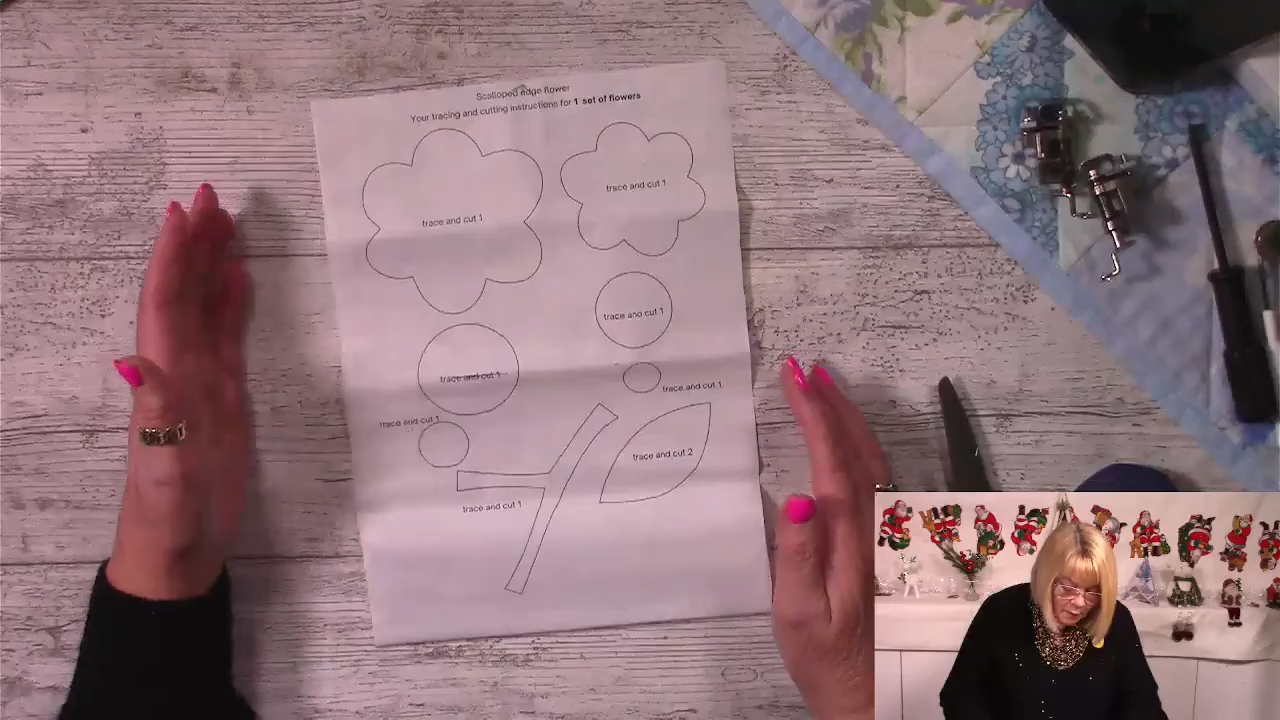 Scalloped edge flower
Your tracing and cutting instructions for 1 set of flowers
trace and cut 1
trace and cut 1
trace and cut 1
trace and cut 1
trace and cut 1
trace and cut 1
trace and cut 2
trace and cut 1